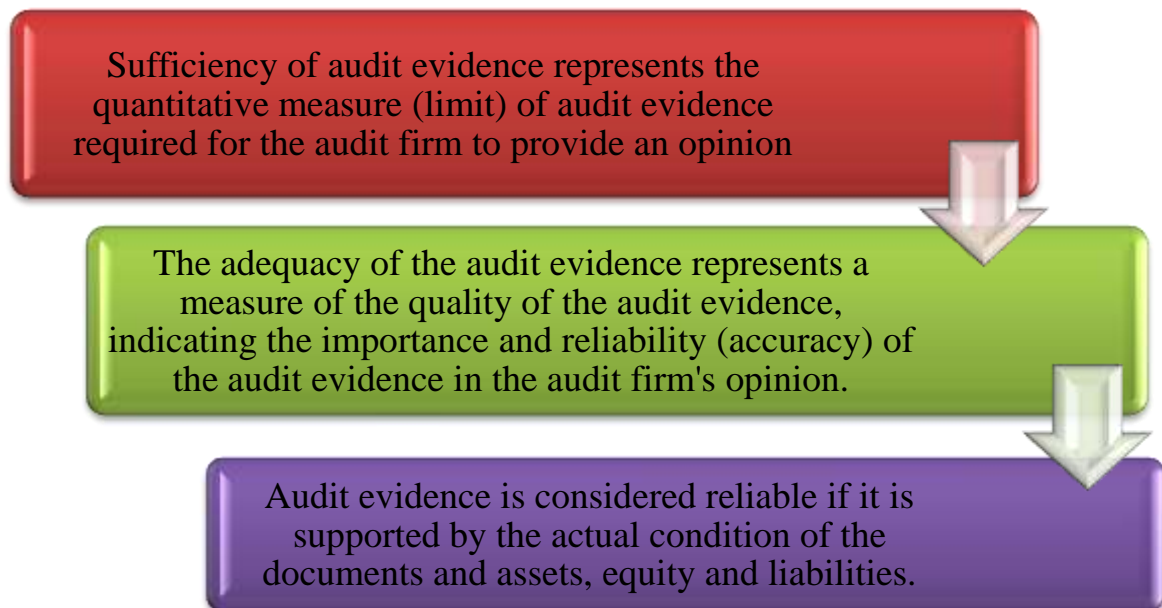 Sufficiency of audit evidence represents the
quantitative measure (limit) of audit evidence
required for the audit firm to provide an opinion
The adequacy of the audit evidence represents a
measure of the quality of the audit evidence,
indicating the importance and reliability (accuracy) of
the audit evidence in the audit firm's opinion.
Audit evidence is considered reliable if it is
supported by the actual condition of the
documents and assets, equity and liabilities.